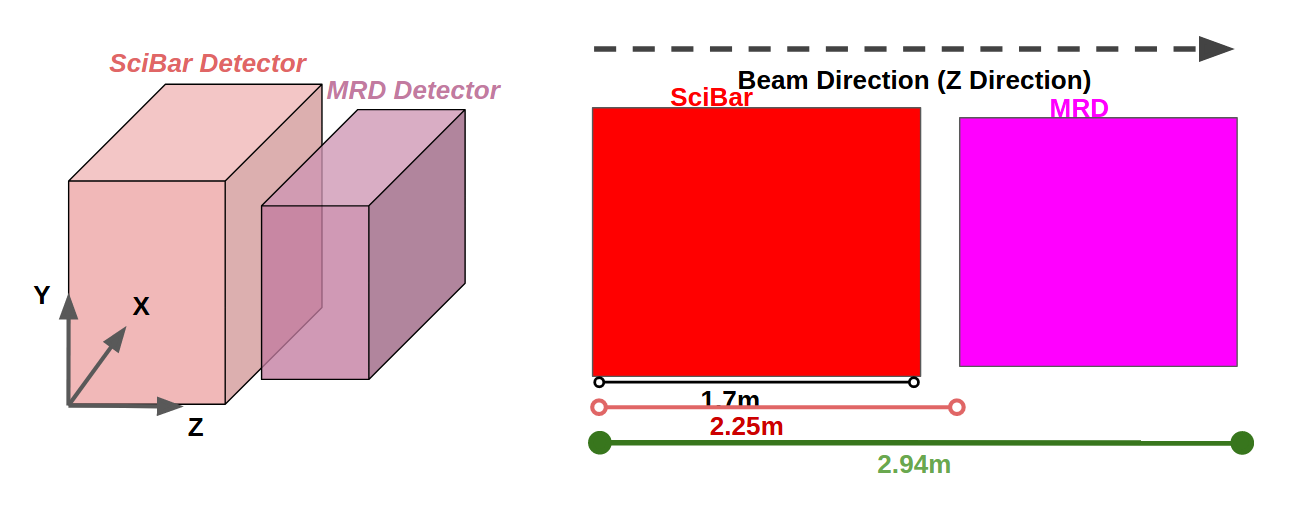 SciBar Detector
MRD Detector
Y
X
Z
Beam Direction (Z Direction)
SciBar
MRD
1.7m
2.25m
2.94m